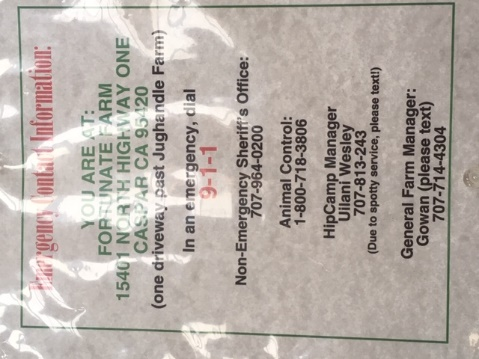 Emergency Contact Information:
YOU ARE AT:
FORTUNATE FARM
15401 NORTH HIGHWAY ONE
CASPAR CA 95420
(one driveway past Jughandle Farm)
In an emergency, dial
9-1-1
Non-Emergency Sheriff's Office:
707-964-0200
Animal Control:
1-800-718-3806
HipCamp Manager
Uilani Wesley
707-813-243
(Due to spotty service, please text!)
General Farm Manager:
Gowan (please text)
707-714-4304